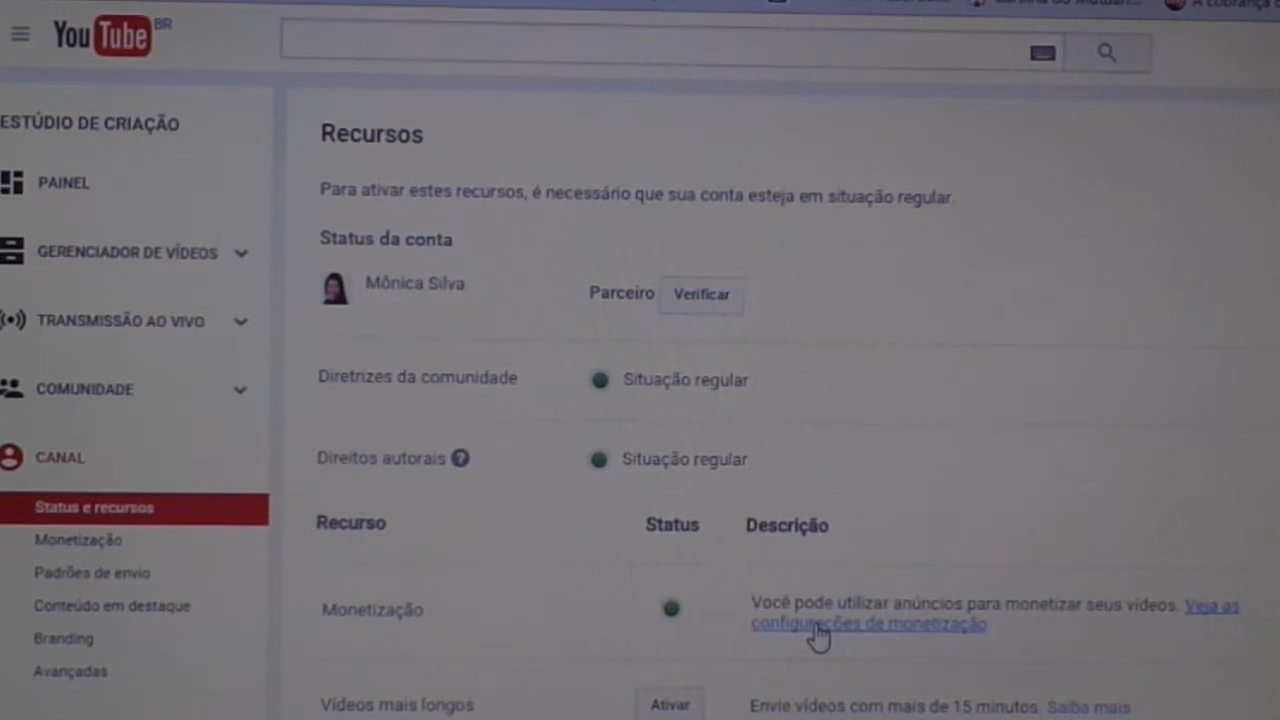 YouTube BR
ESTÚDIO DE CRIAÇÃO
PAINEL
GERENCIADOR DE VÍDEOS
TRANSMISSÃO AO VIVO
COMUNIDADE
CANAL
Status e recursos
Monetização
Padrões de envio
Conteúdo em destaque
Branding
Avançadas
Recursos
Para ativar estes recursos, é necessário que sua conta esteja em situação regular.
Status da conta
Mônica Silva
Parceiro Verificar
Diretrizes da comunidade
Situação regular
Direitos autorais ?
Situação regular
Recurso Status Descrição
Monetização
Você pode utilizar anúncios para monetizar seus vídeos. Veja as
configurações de monetização
Vídeos mais longos Ativar Envie vídeos com mais de 15 minutos. Saiba mais